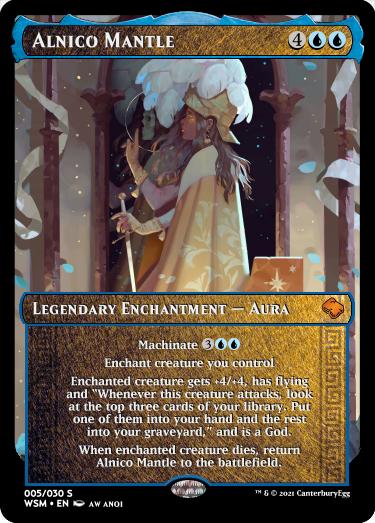 Alnico Mantle 4
Legendary Enchantment — Aura
Machinate 3
Enchant creature you control
Enchanted creature gets +4/+4, has flying
and “Whenever this creature attacks, look
at the top three cards of your library. Put
one of them into your hand and the rest
into your graveyard,” and is a God.
When enchanted creature dies, return
Alnico Mantle to the battlefield.
005/030 S
WSM • EN AW ANOI
™ & © 2021 CanterburyEgg